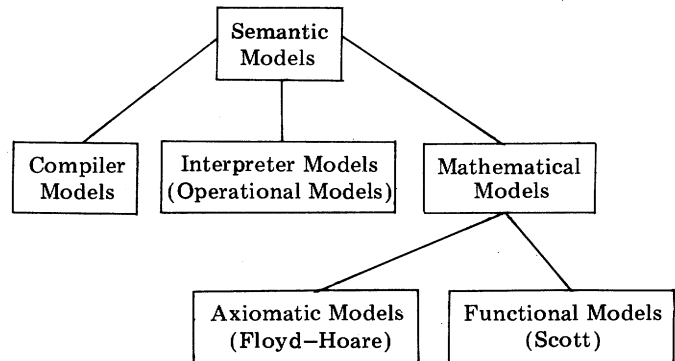 Semantic
Models
Compiler
Models
Interpreter Models
(Operational Models)
Mathematical
Models
Axiomatic Models
(Floyd–Hoare)
Functional Models
(Scott)